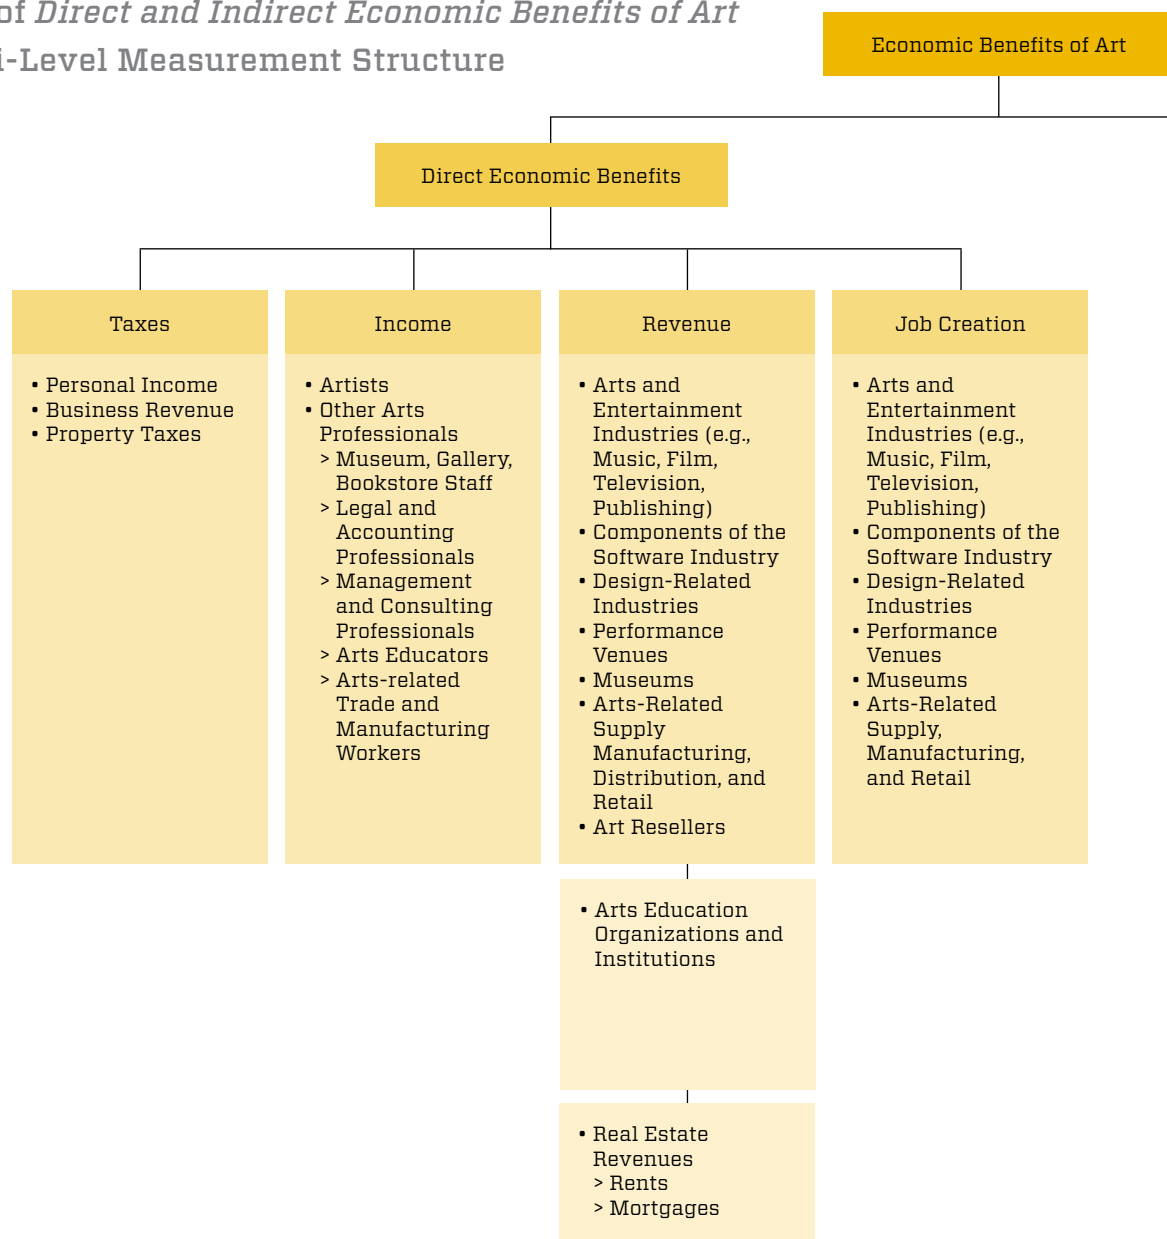 of Direct and Indirect Economic Benefits of Art
i-Level Measurement Structure
Economic Benefits of Art
Direct Economic Benefits
Taxes
• Personal Income
• Business Revenue
• Property Taxes
Income
• Artists
• Other Arts
Professionals
> Museum, Gallery,
Bookstore Staff
> Legal and
Accounting
Professionals
> Management
and Consulting
Professionals
> Arts Educators
> Arts-related
Trade and
Manufacturing
Workers
Revenue
• Arts and
Entertainment
Industries (e.g.,
Music, Film,
Television,
Publishing)
• Components of the
Software Industry
• Design-Related
Industries
• Performance
Venues
• Museums
• Arts-Related
Supply
Manufacturing,
Distribution, and
Retail
• Art Resellers
• Arts Education
Organizations and
Institutions
• Real Estate
Revenues
> Rents
> Mortgages
Job Creation
• Arts and
Entertainment
Industries (e.g.,
Music, Film,
Television,
Publishing)
• Components of the
Software Industry
• Design-Related
Industries
• Performance
Venues
• Museums
• Arts-Related
Supply,
Manufacturing,
and Retail